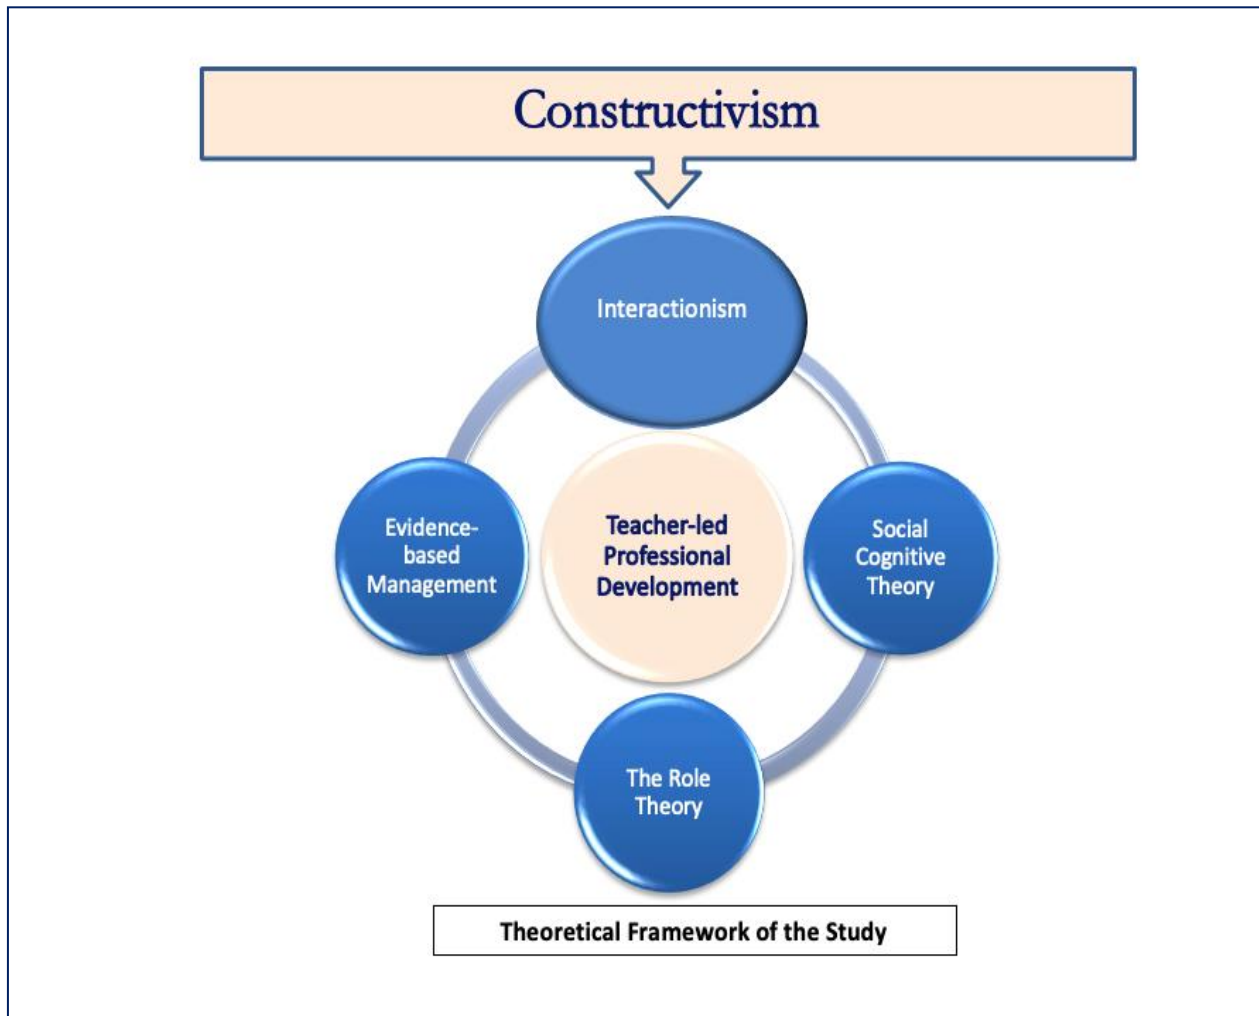 Constructivism
Interactionism
Evidence-
based
Management
Teacher-led
Professional
Development
Social
Cognitive
Theory
The Role
Theory
Theoretical Framework of the Study